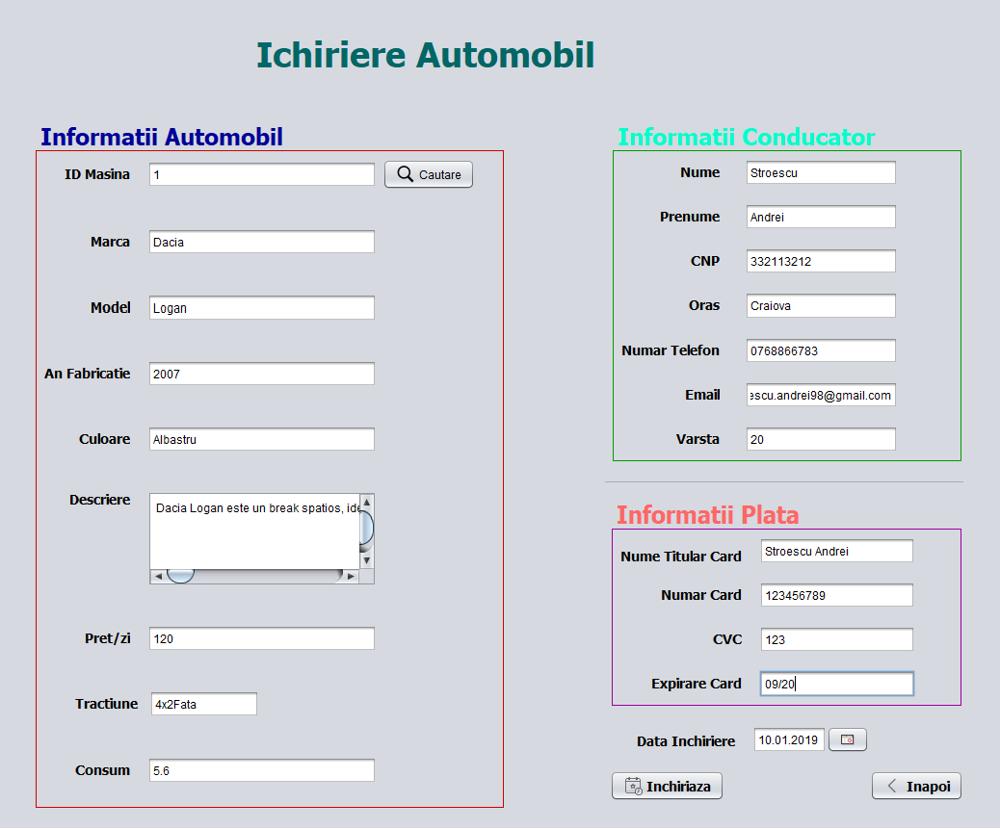 Ichiriere Automobil
Informatii Automobil
ID Masina 1 Cautare
Marca Dacia
Model Logan
An Fabricatie 2007
Culoare Albastru
Descriere Dacia Logan este un break spatios, ide
Pret/zi 120
Tractiune 4x2Fata
Consum 5.6
Informatii Conducator
Nume Stroescu
Prenume Andrei
CNP 332113212
Oras Craiova
Numar Telefon 0768866783
Email escu.andrei98@gmail.com
Varsta 20
Informatii Plata
Nume Titular Card Stroescu Andrei
Numar Card 123456789
CVC 123
Expirare Card 09/20
Data Inchiriere 10.01.2019
Inchiriaza Inapoi